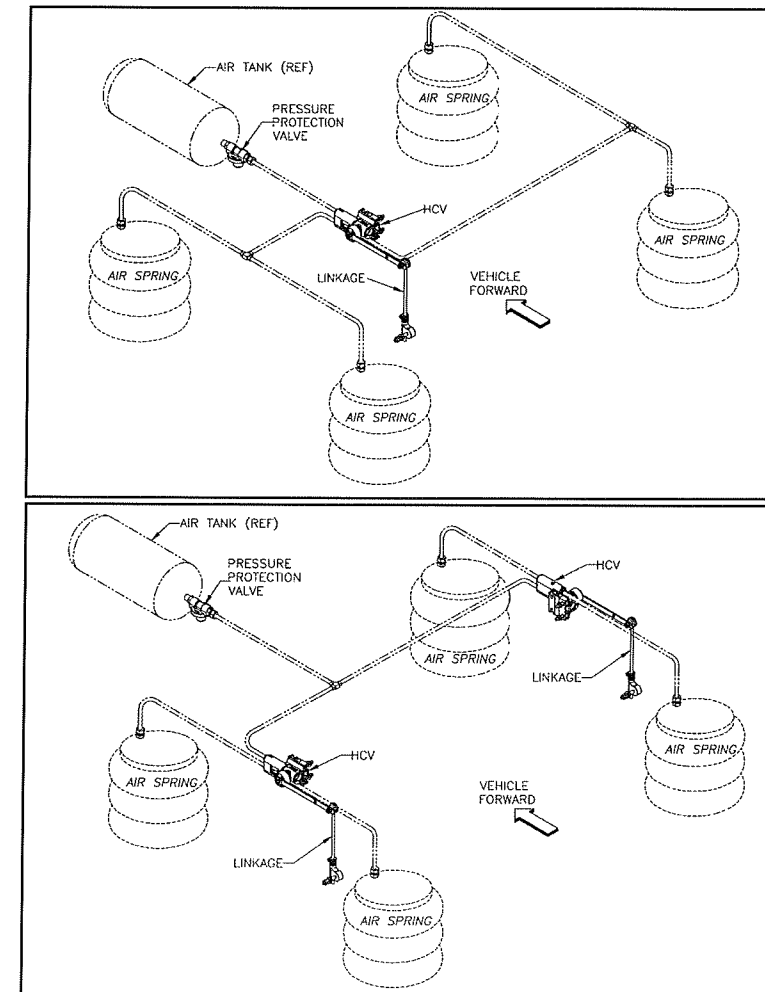 AIR TANK (REF)
PRESSURE
PROTECTION
VALVE
AIR SPRING
HCV
AIR SPRING
AIR SPRING
LINKAGE
VEHICLE
FORWARD
AIR SPRING
AIR TANK (REF)
PRESSURE
PROTECTION
VALVE
HCV
AIR SPRING
LINKAGE
AIR SPRING
HCV
AIR SPRING
VEHICLE
FORWARD
LINKAGE
AIR SPRING